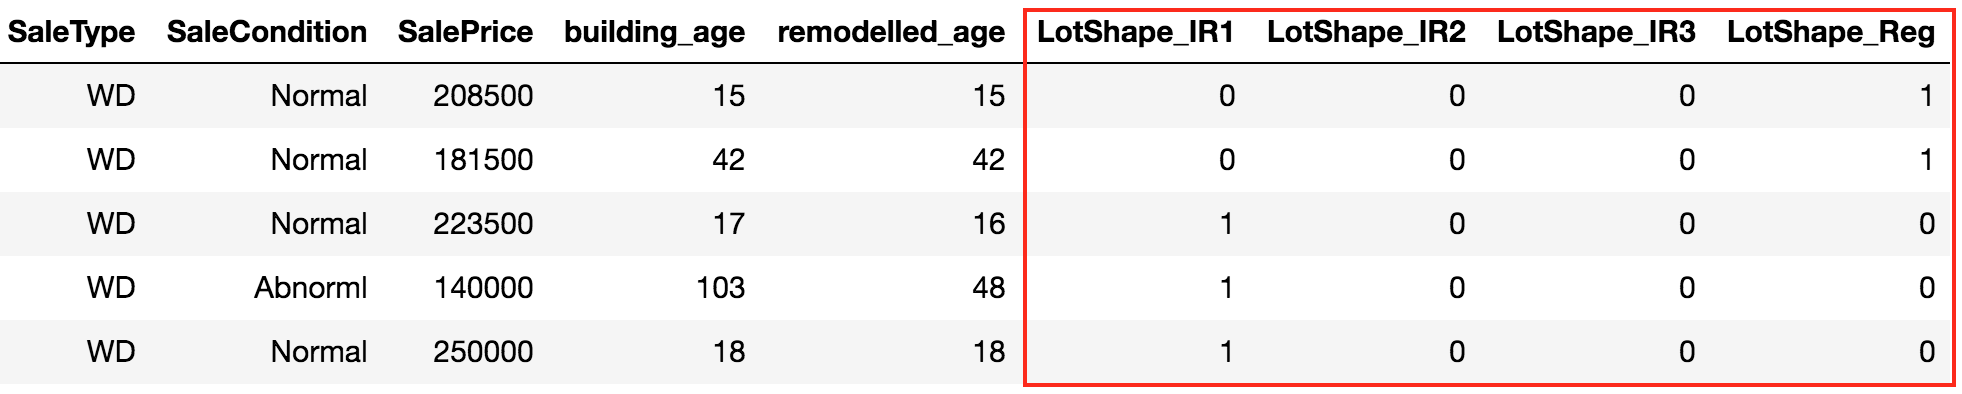 SaleType SaleCondition SalePrice building_age remodelled_age LotShape_IR1 LotShape_IR2 LotShape_IR3 LotShape_Reg
WD Normal 208500 15 15 0 0 0 1
WD Normal 181500 42 42 0 0 0 1
WD Normal 223500 17 16 1 0 0 0
WD Abnorml 140000 103 48 1 0 0 0
WD Normal 250000 18 18 1 0 0 0